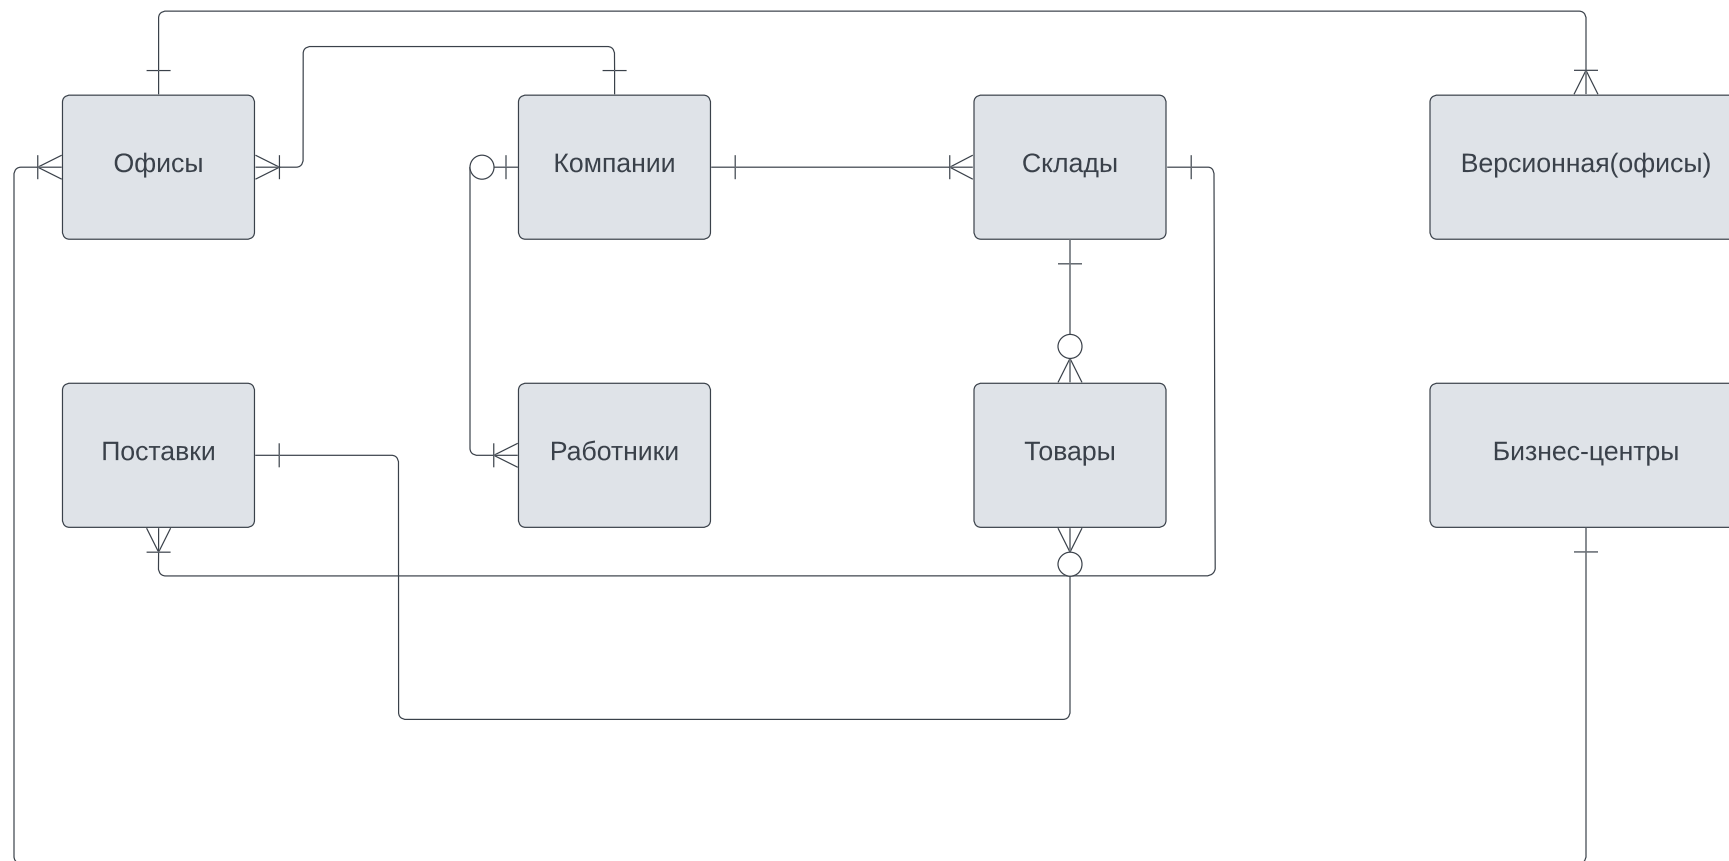 Офисы
Компании
Склады
Версионная(офисы)
Поставки
Работники
Товары
Бизнес-центры